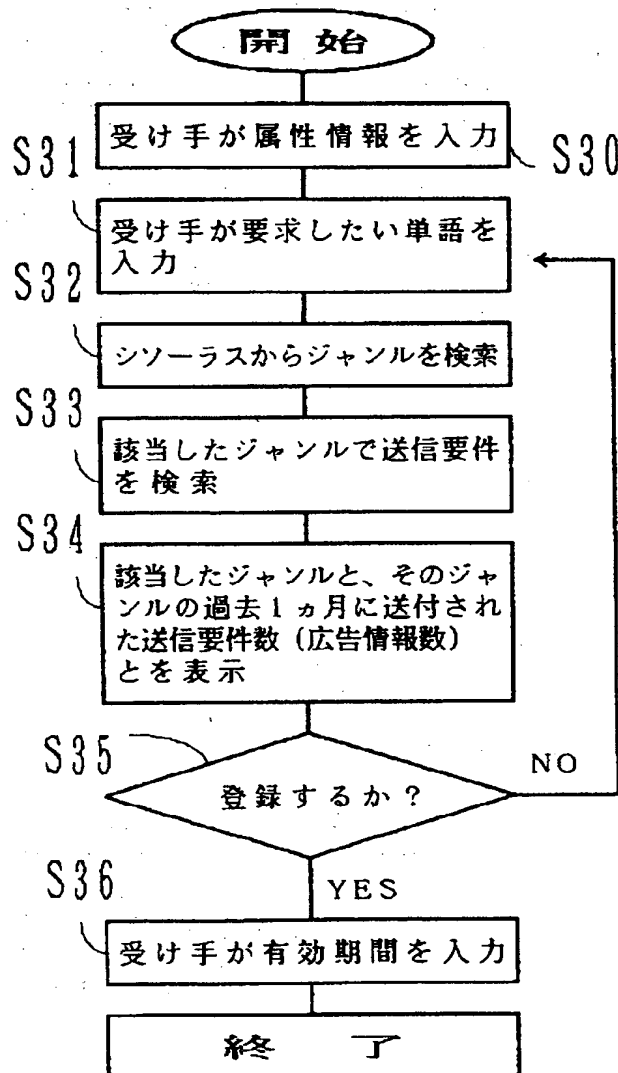 開始
受け手が属性情報を入力
S30
S31
受け手が要求したい単語を
入力
S32
シソーラスからジャンルを検索
S33
該当したジャンルで送信要件
を検索
S34
該当したジャンルと、そのジャ
ンルの過去1ヵ月に送付され
た送信要件数（広告情報数）
とを表示
S35
登録するか？
NO
YES
S36
受け手が有効期間を入力
終了